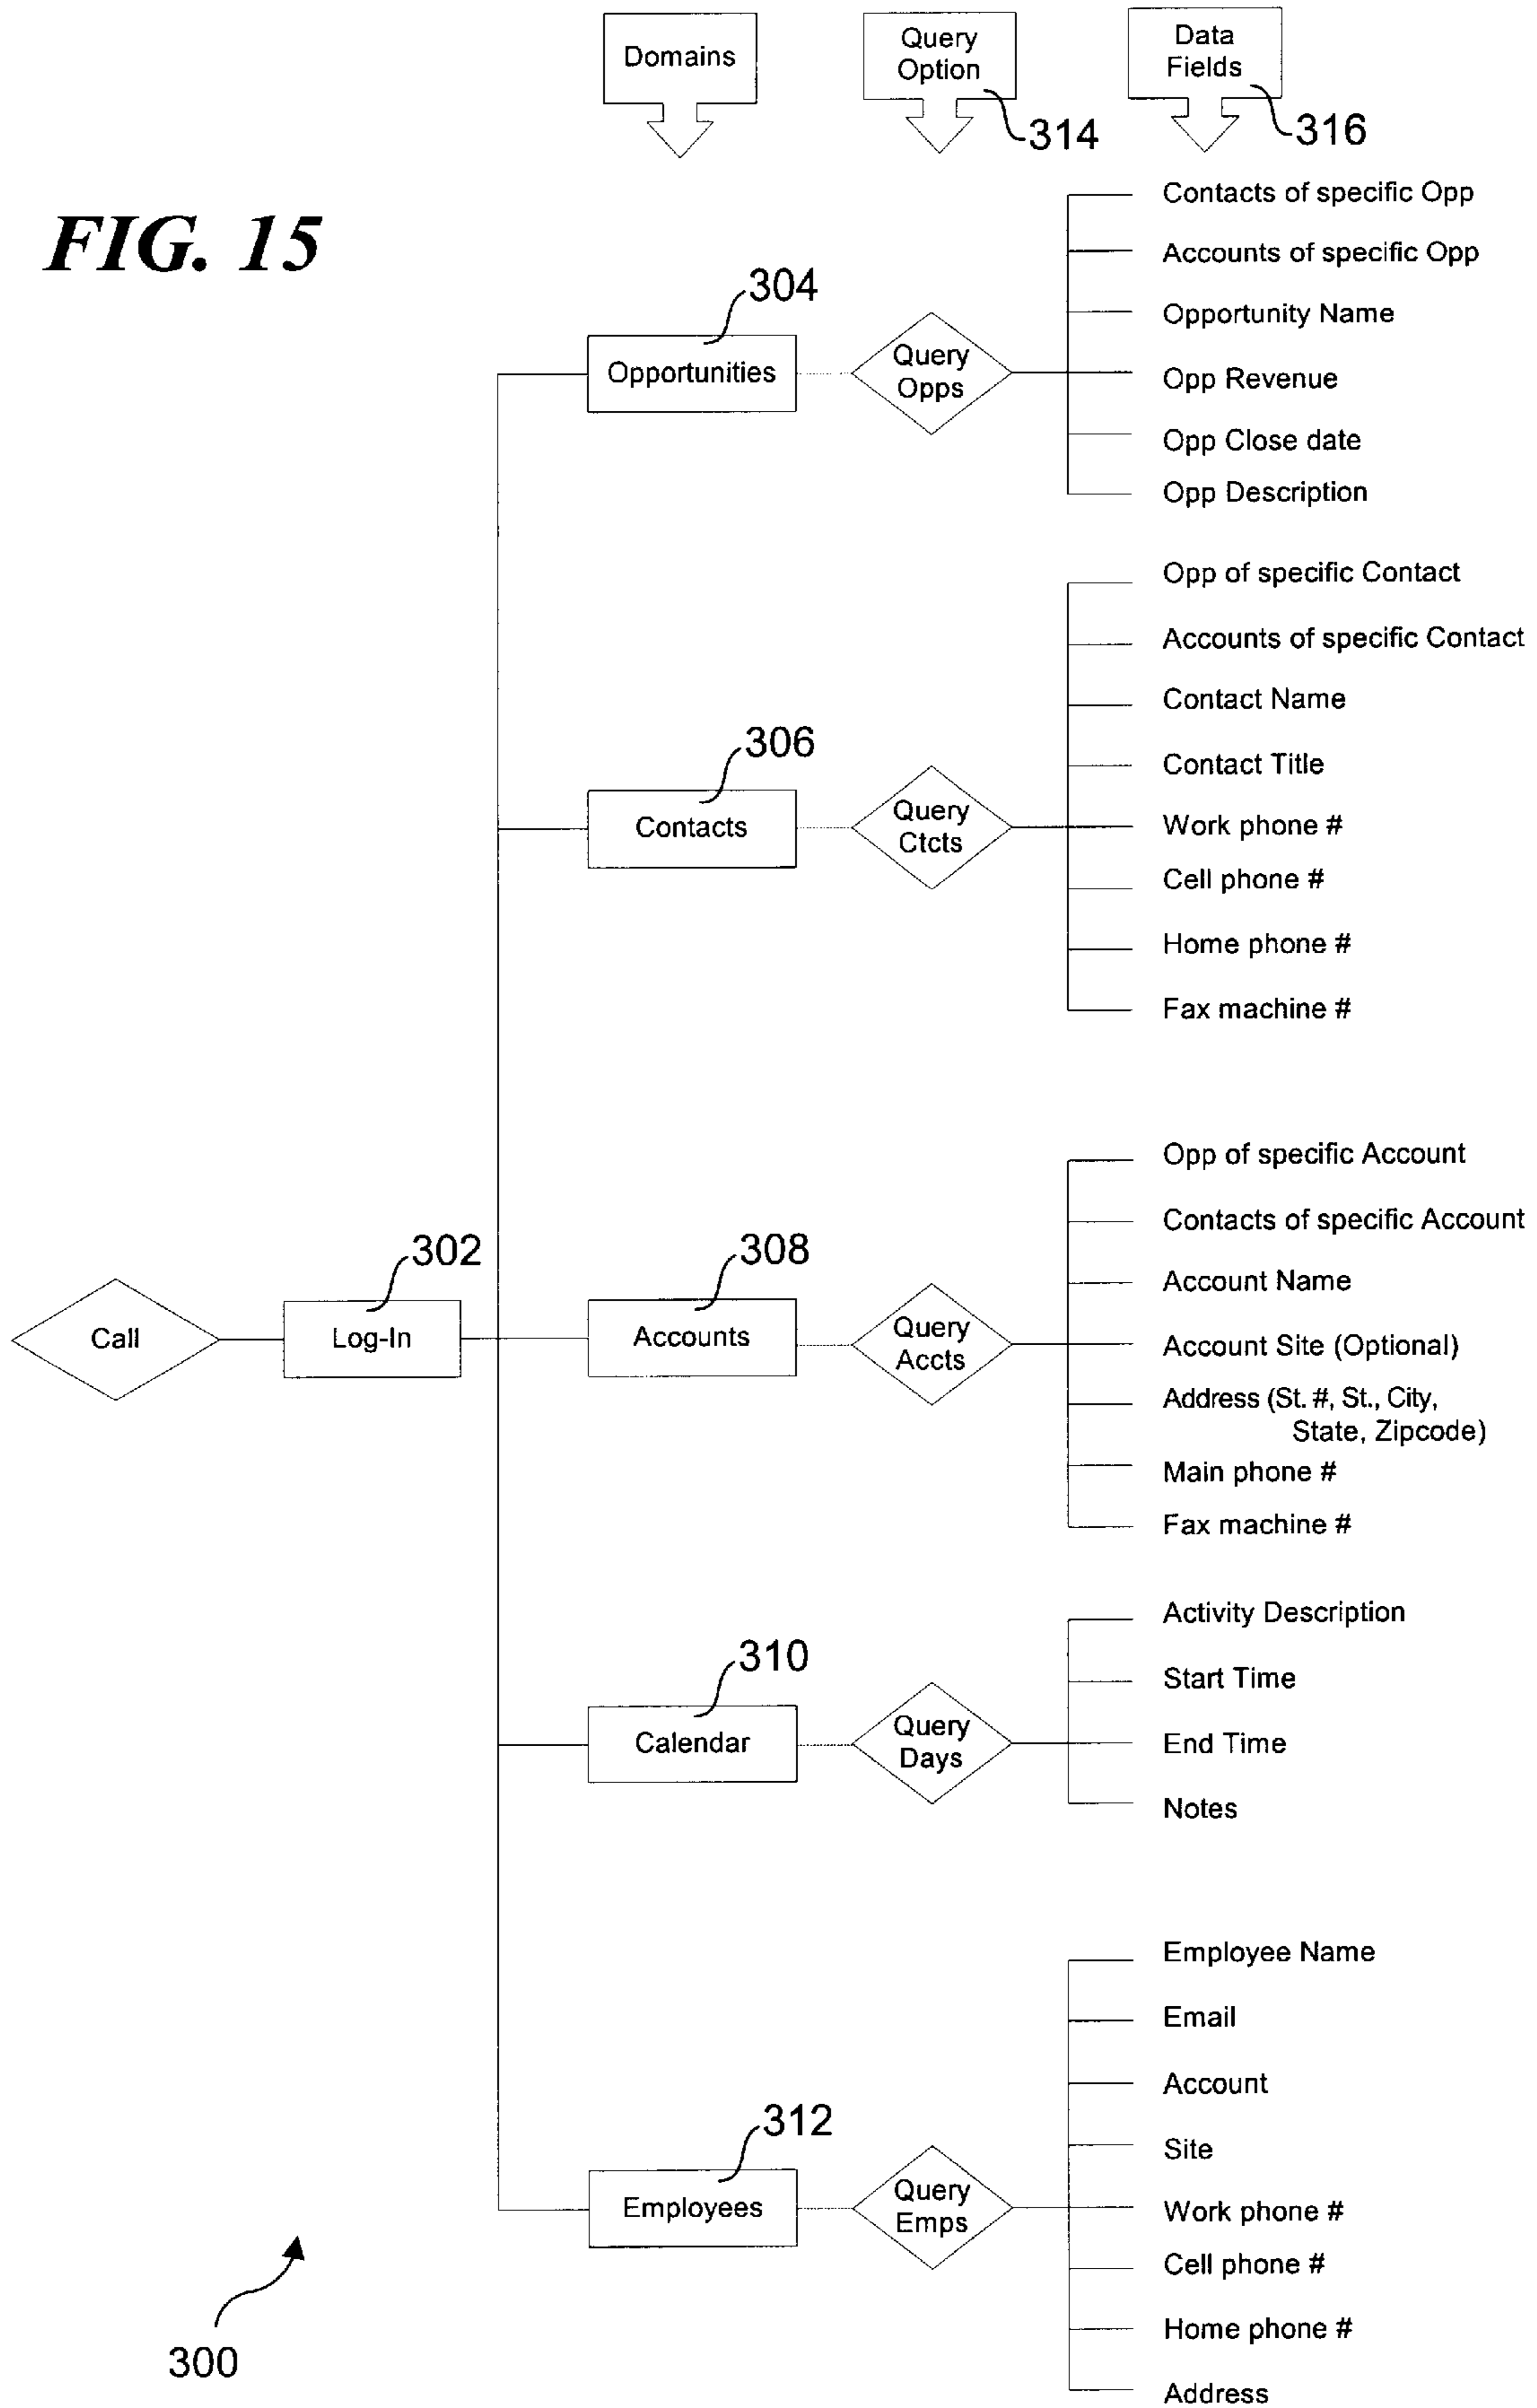 Domains
Query
Option
314
Data
Fields
316
FIG. 15
304
Opportunities
Query
Opps
Contacts of specific Opp
Accounts of specific Opp
Opportunity Name
Opp Revenue
Opp Close date
Opp Description
306
Contacts
Query
Ctcts
Opp of specific Contact
Accounts of specific Contact
Contact Name
Contact Title
Work phone #
Cell phone #
Home phone #
Fax machine #
Call
302
Log-In
308
Accounts
Query
Accts
Opp of specific Account
Contacts of specific Account
Account Name
Account Site (Optional)
Address (St. #, St., City,
State, Zipcode)
Main phone #
Fax machine #
310
Calendar
Query
Days
Activity Description
Start Time
End Time
Notes
312
Employees
Query
Emps
Employee Name
Email
Account
Site
Work phone #
Cell phone #
Home phone #
Address
300